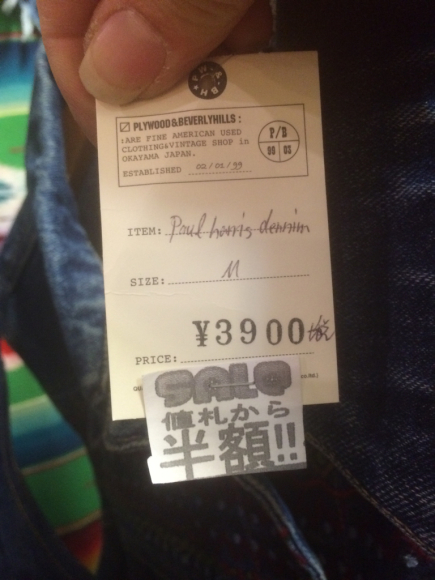 PLYWOOD&BEVERLYHILLS :
:ARE FINE AMERICAN USED
CLOTHING&VINTAGE SHOP in
OKAYAMA JAPAN.
ESTABLISHED 02/02/99
P/B
ITEM: Paul harris denim
SIZE: M
¥3900
PRICE:
SALE
値札から
半額!!